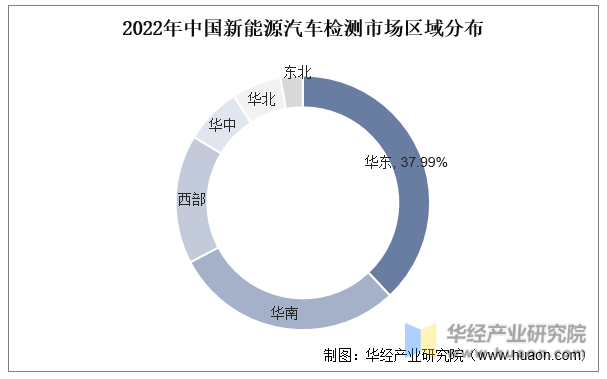 2022年中国新能源汽车检测市场区域分布
东北
华北
华中
华东, 37.99%
西部
华南
华经产业研究院
制图：华经产业研究院（www.huaon.com）